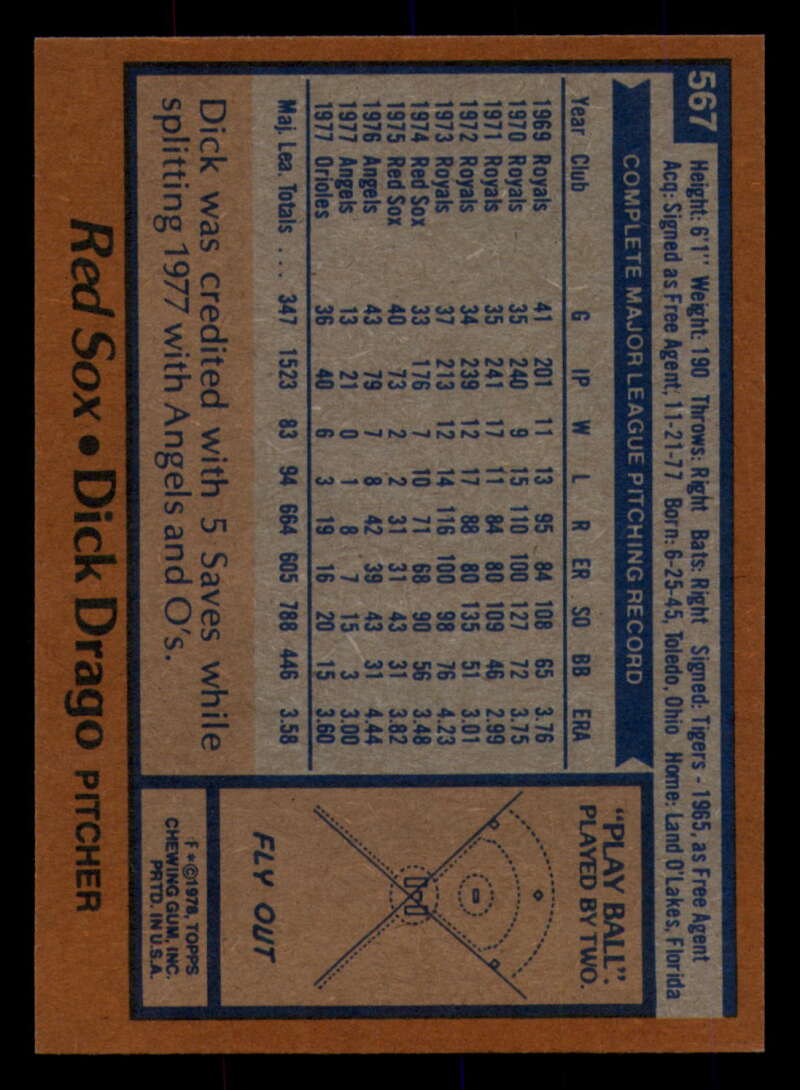 567
Height: 6'1" Weight: 190 Throws: Right Bats: Right Signed: Tigers - 1965, as Free Agent
Acq: Signed as Free Agent, 11-21-77 Born: 6-25-45, Toledo, Ohio Home: Land O'Lakes, Florida
COMPLETE MAJOR LEAGUE PITCHING RECORD
Year Club G IP W L R ER SO BB ERA
1969 Royals 41 201 11 13 95 84 108 65 3.76
1970 Royals 35 240 9 15 110 100 127 72 3.75
1971 Royals 35 241 17 11 84 80 109 46 2.99
1972 Royals 34 239 12 17 88 80 135 51 3.01
1973 Royals 37 213 12 14 116 100 98 76 4.23
1974 Red Sox 33 176 7 10 71 68 90 56 3.48
1975 Red Sox 40 73 2 2 31 31 43 31 3.82
1976 Angels 43 79 7 8 42 39 43 31 4.44
1977 Angels 13 21 0 1 8 7 15 3 3.00
1977 Orioles 36 40 6 3 19 16 20 15 3.60
Maj. Lea. Totals . . . 347 1523 83 94 664 605 788 446 3.58
Dick was credited with 5 Saves while
splitting 1977 with Angels and O's.
"PLAY BALL":
PLAYED BY TWO.
FLY OUT
F*©1978, TOPPS
CHEWING GUM, INC.
PRTD. IN U.S.A.
Red Sox • Dick Drago PITCHER